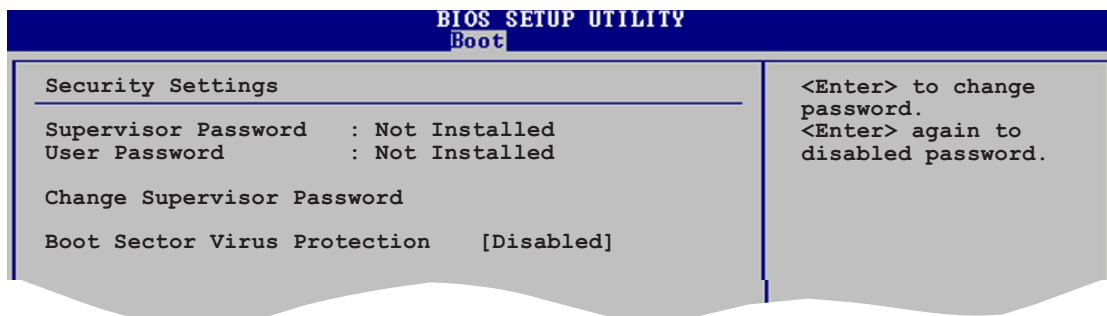 BIOS SETUP UTILITY
Boot
Security Settings
Supervisor Password : Not Installed
User Password : Not Installed
Change Supervisor Password
Boot Sector Virus Protection [Disabled]
<Enter> to change
password.
<Enter> again to
disabled password.